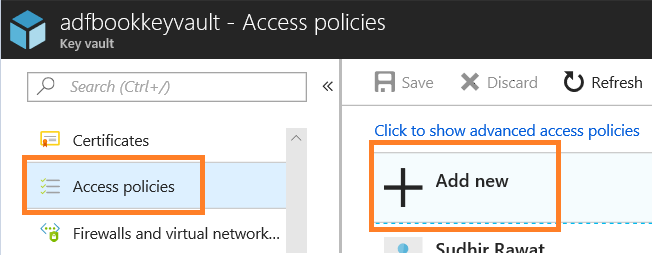 adfbookkeyvault - Access policies
Key vault
Search (Ctrl+/)
«
Save
Discard
Refresh
Certificates
Access policies
Firewalls and virtual network...
Click to show advanced access policies
Add new
Sudhir Rawat